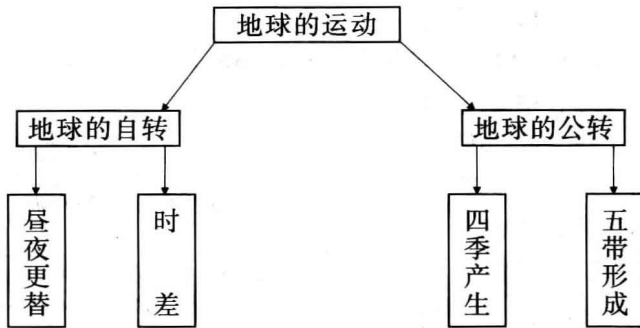 地球的运动
地球的自转
地球的公转
昼夜更替
时差
四季产生
五带形成